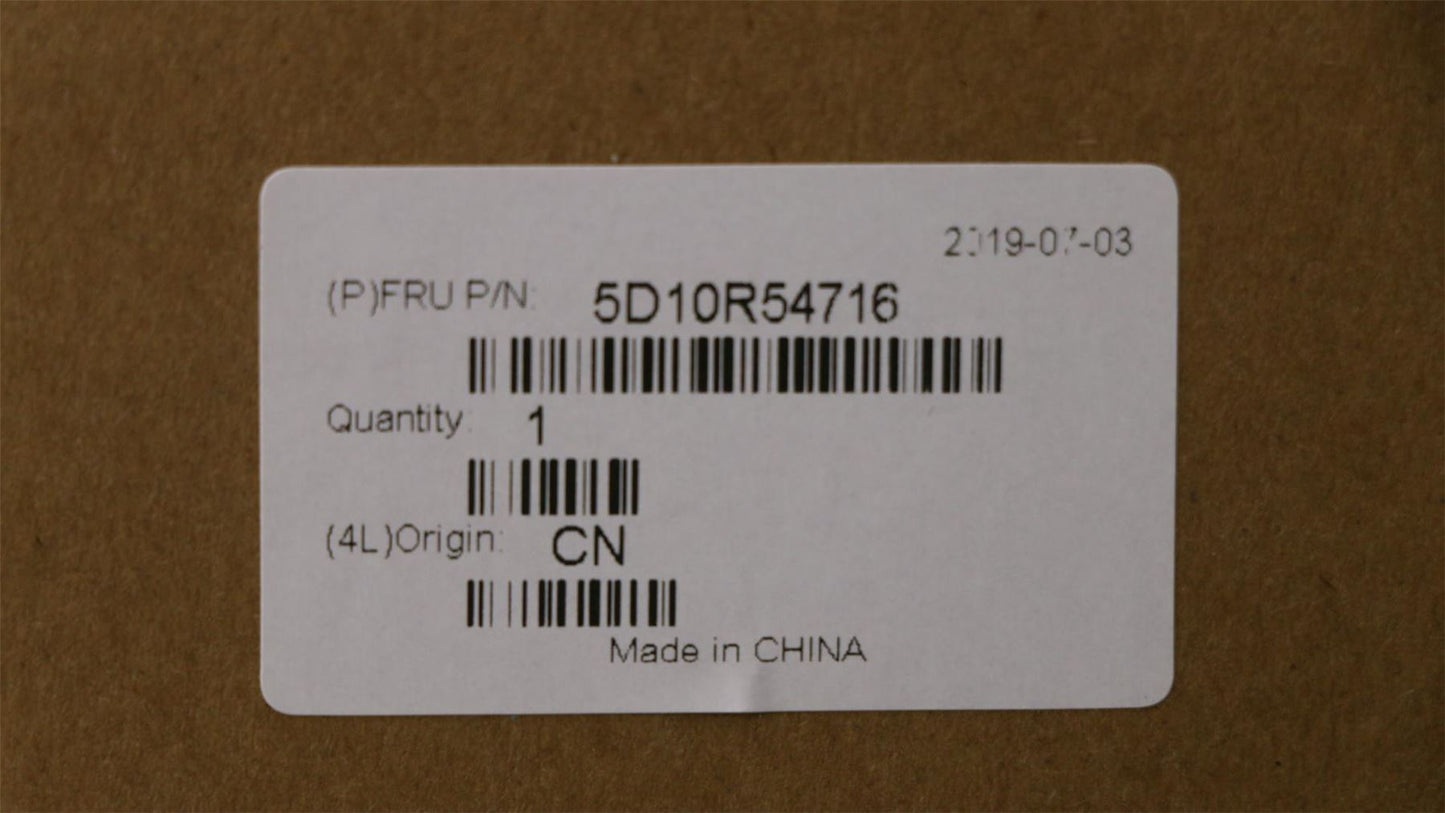 2019-07-03
(P)FRU P/N: 5D10R54716
Quantity: 1
(4L)Origin: CN
Made in CHINA